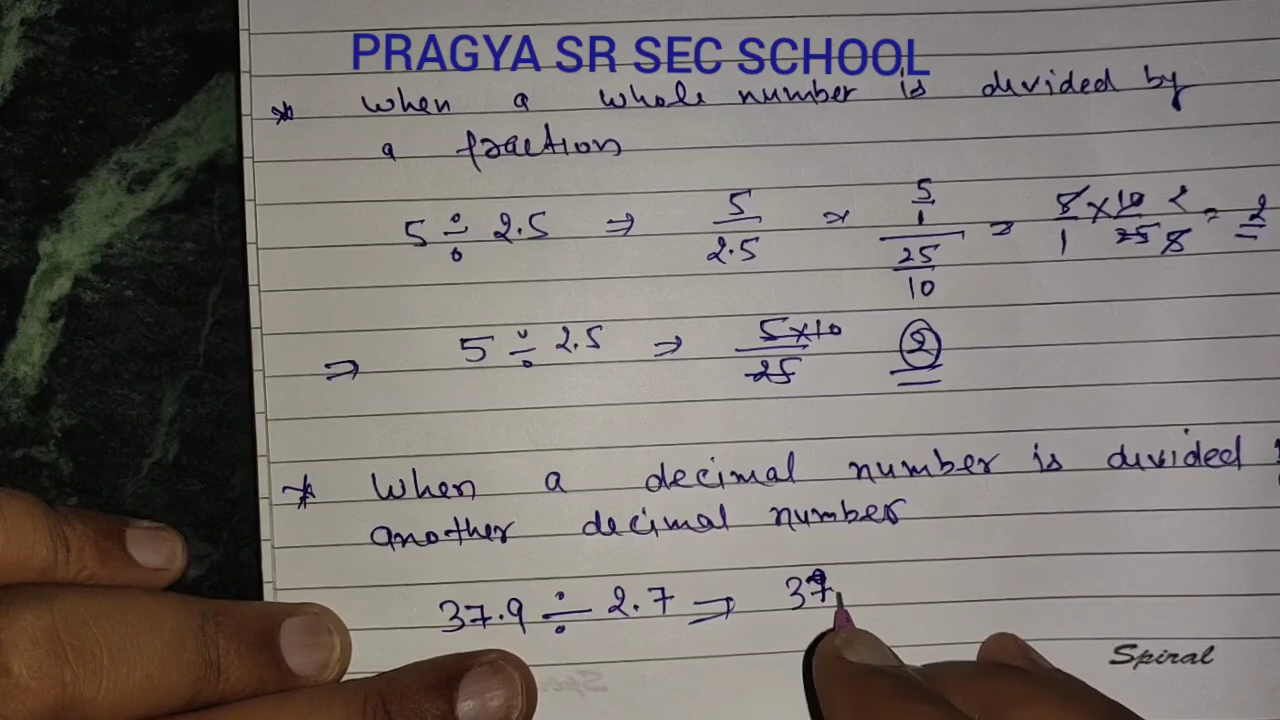 PRAGYA SR SEC SCHOOL
* When a whole number is divided by
a fraction
5 ÷ 2.5 ⇒ 5/2.5 ⇒ (5/1)/(25/10) ⇒ 5/1 × 10/25 2/5 = 2
⇒ 5 ÷ 2.5 ⇒ 5×10/25 2
* When a decimal number is divided
another decimal number
37.9 ÷ 2.7 ⇒ 37.
Spiral